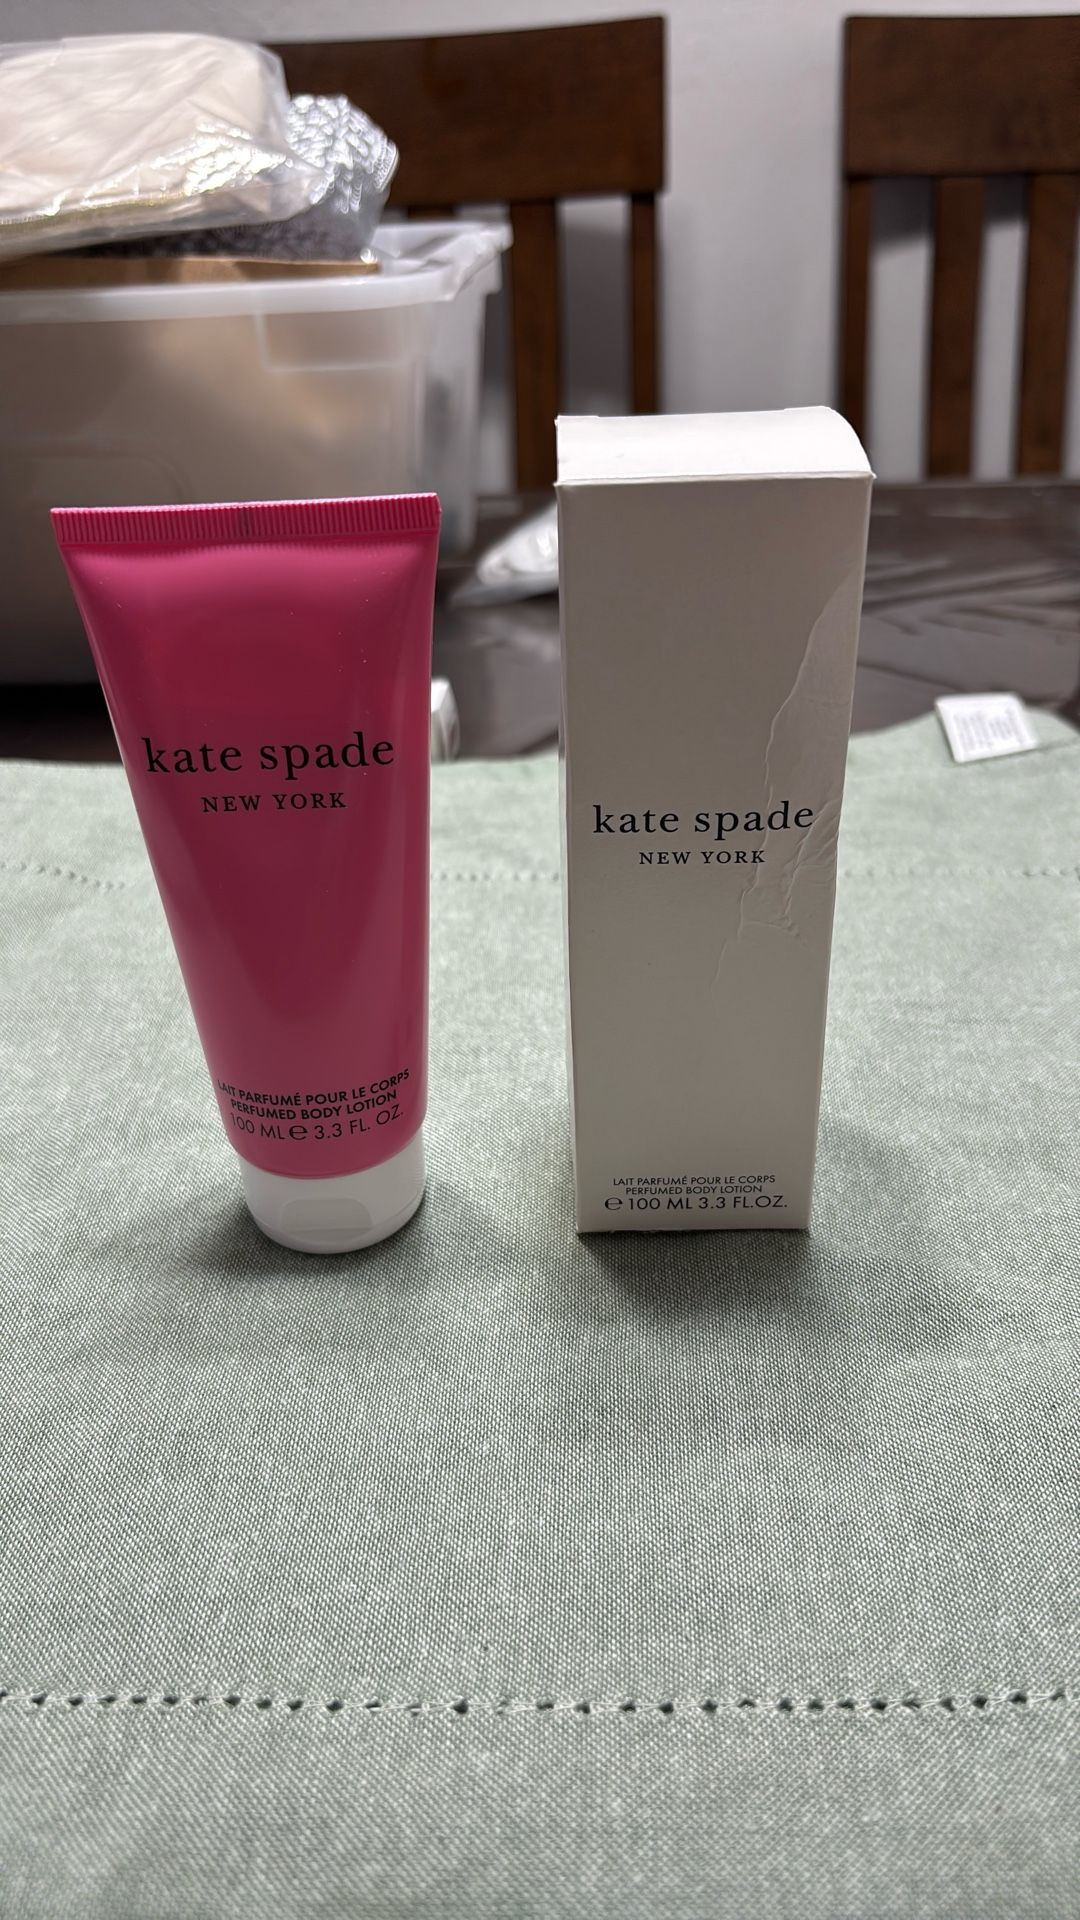 kate spade
NEW YORK
LAIT PARFUMÉ POUR LE CORPS
PERFUMED BODY LOTION
100 ML ℮ 3.3 FL. OZ.
kate spade
NEW YORK
LAIT PARFUMÉ POUR LE CORPS
PERFUMED BODY LOTION
℮ 100 ML 3.3 FL.OZ.